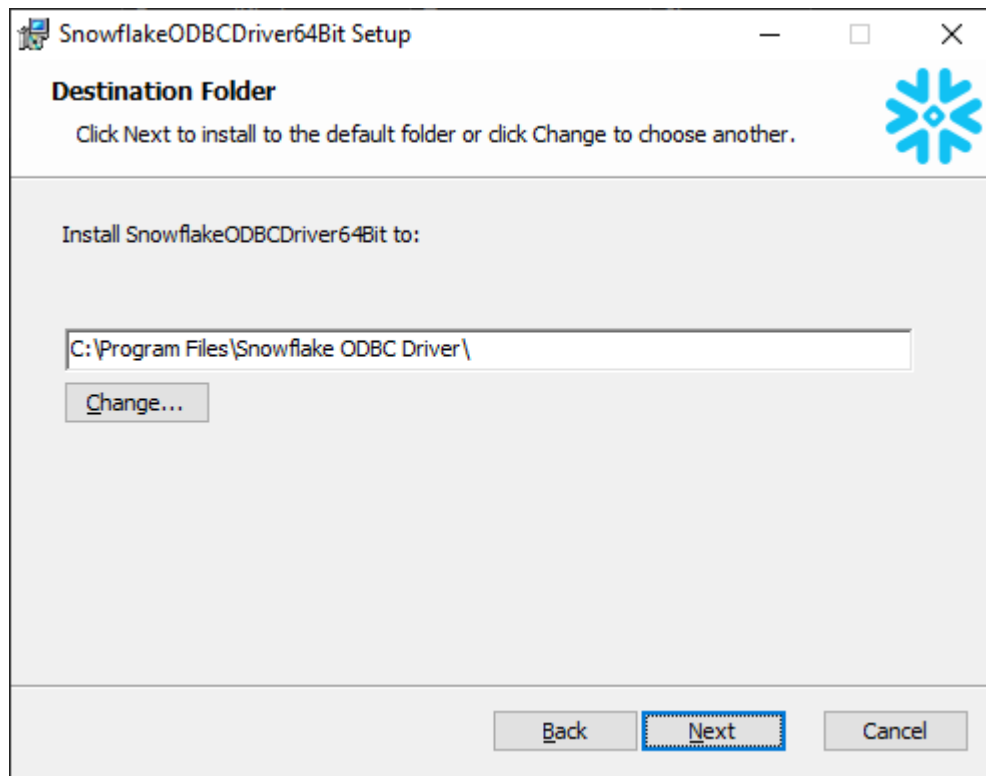 SnowflakeODBCDriver64Bit Setup
Destination Folder
Click Next to install to the default folder or click Change to choose another.
Install SnowflakeODBCDriver64Bit to:
C:\Program Files\Snowflake ODBC Driver\
Change...
Back
Next
Cancel